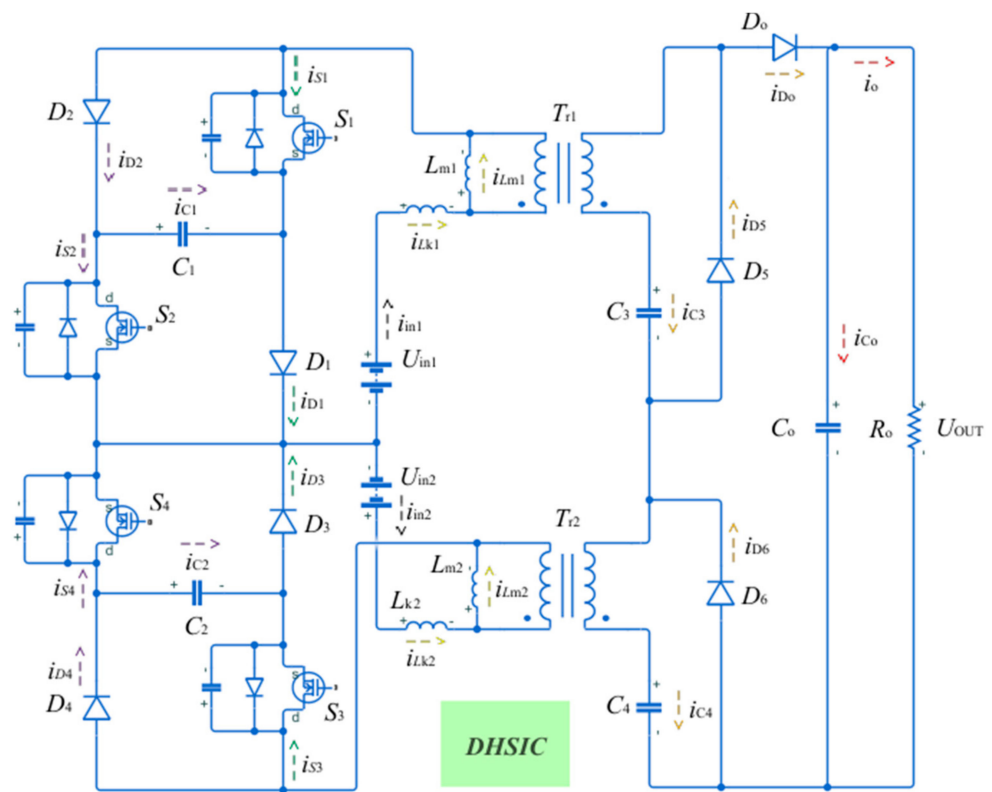 Do
iS1
iDo
io
D2
S1
Tr1
iD2
Lm1
iLm1
iC1
iLk1
iS2
C1
iD5
D5
S2
iin1
C3
iC3
Uin1
D1
iCo
iD1
Co
Ro
UOUT
Uin2
iD3
iin2
S4
D3
Tr2
iD6
iC2
Lm2
iLm2
D6
iS4
Lk2
C2
iLk2
iD4
D4
S3
C4
iC4
DHSIC
iS3
d
s
d
s
s
d
s
d